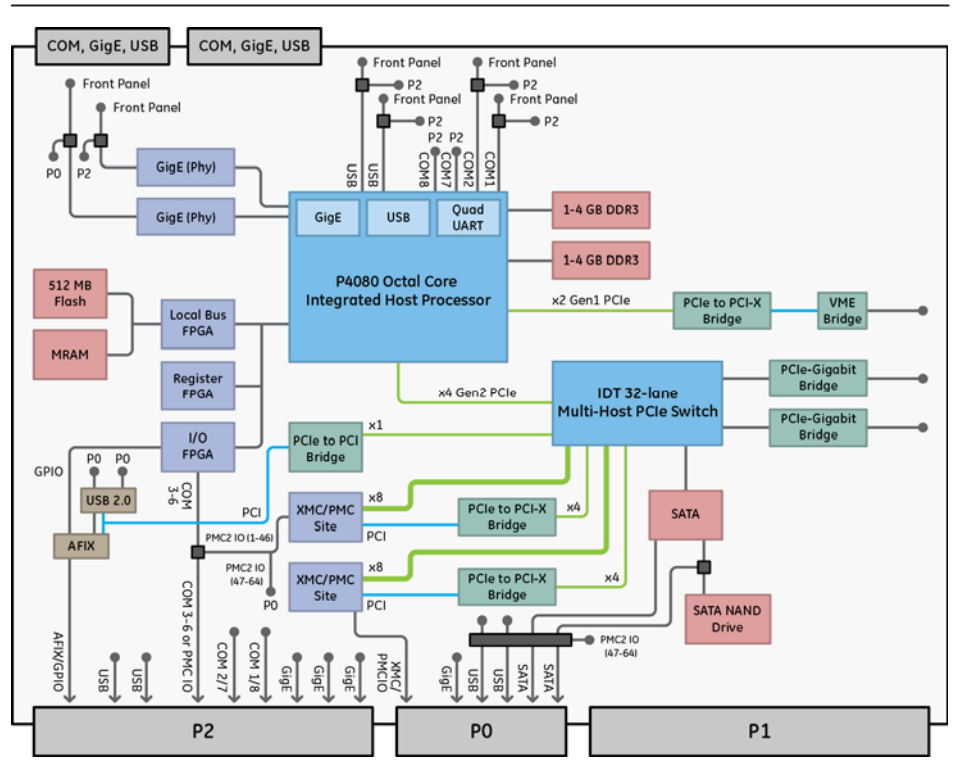 COM, GigE, USB
COM, GigE, USB
Front Panel
Front Panel
P0
P2
Front Panel
P2
Front Panel
P2
Front Panel
P2
Front Panel
P2
P2
P2
USB
USB
COM8
COM7
COM2
COM1
GigE (Phy)
GigE (Phy)
GigE
USB
Quad
UART
P4080 Octal Core
Integrated Host Processor
1-4 GB DDR3
1-4 GB DDR3
512 MB
Flash
MRAM
Local Bus
FPGA
Register
FPGA
I/O
FPGA
x2 Gen1 PCIe
PCIe to PCI-X
Bridge
VME
Bridge
x4 Gen2 PCIe
IDT 32-lane
Multi-Host PCIe Switch
PCIe-Gigabit
Bridge
PCIe-Gigabit
Bridge
x1
PCIe to PCI
Bridge
GPIO
P0
P0
USB 2.0
AFIX
COM
3-6
PCI
XMC/PMC
Site
x8
PCI
PCIe to PCI-X
Bridge
x4
SATA
PMC2 IO (1-46)
PMC2 IO
(47-64)
P0
XMC/PMC
Site
x8
PCI
PCIe to PCI-X
Bridge
x4
SATA NAND
Drive
PMC2 IO
(47-64)
AFIX/GPIO
USB
USB
COM 3-6 or PMC IO
COM 2/7
COM 1/8
GigE
GigE
GigE
XMC/
PMCIO
GigE
USB
USB
SATA
SATA
P2
P0
P1